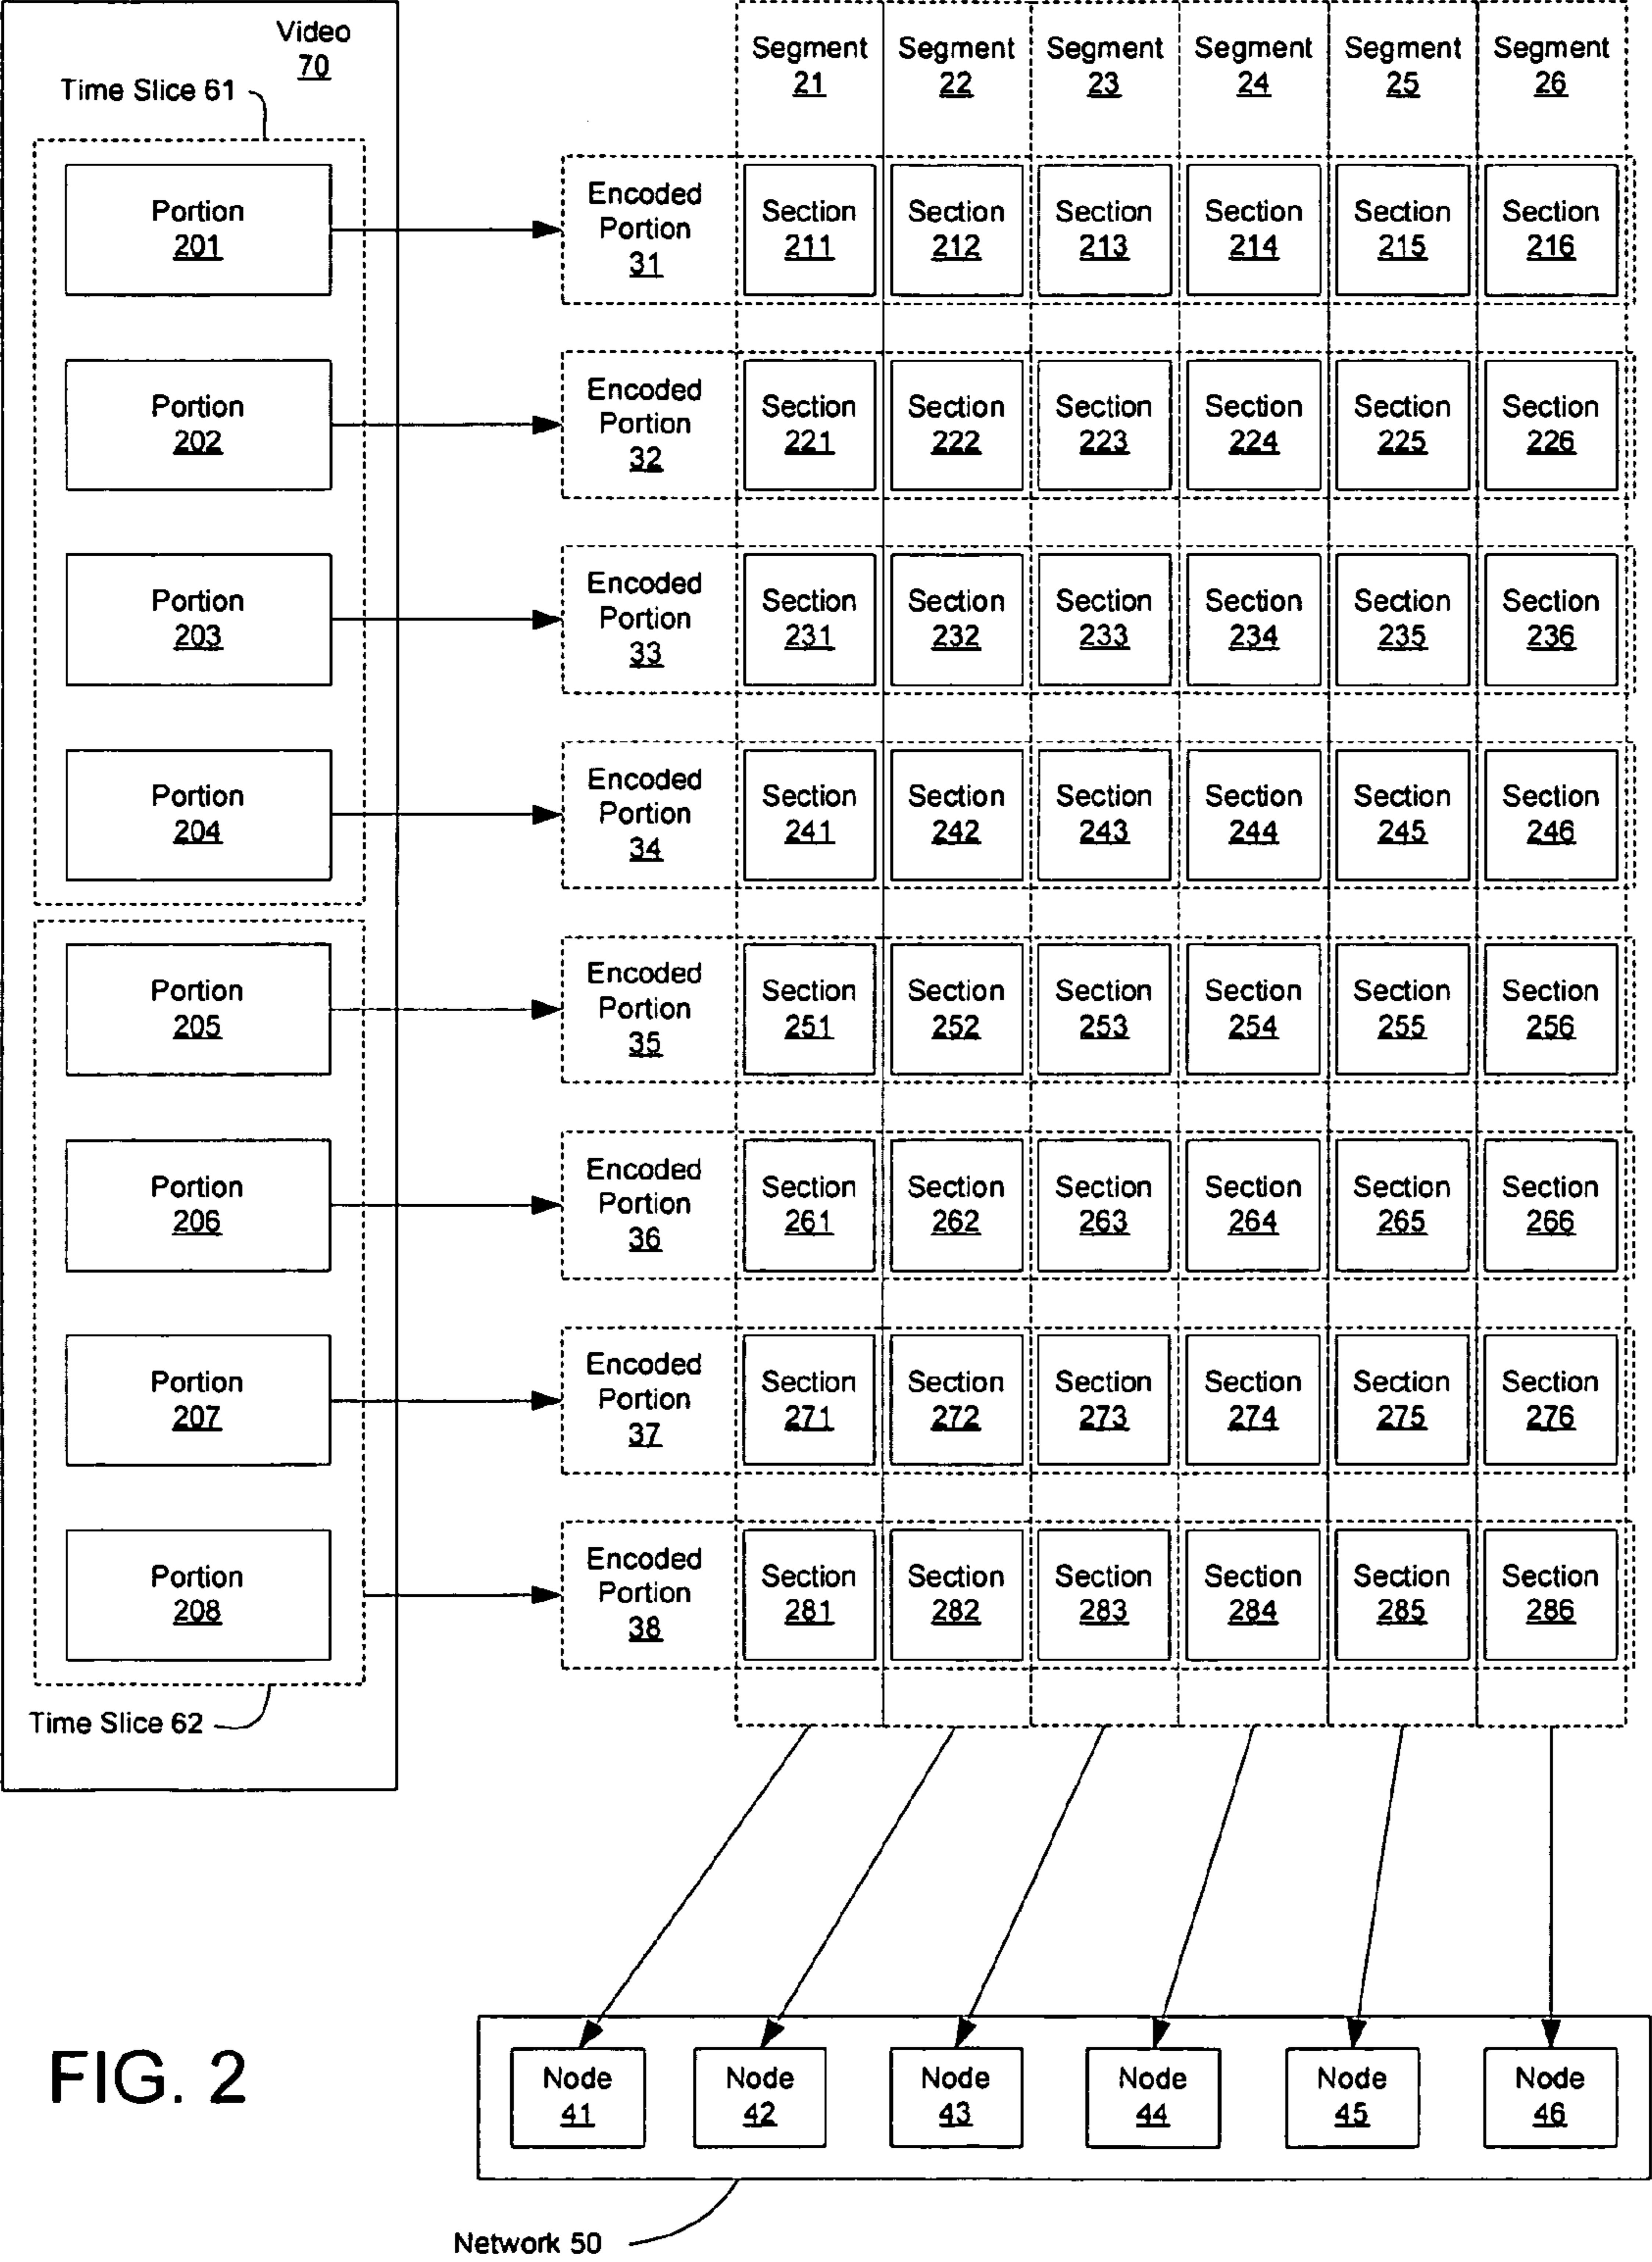 Video
70
Time Slice 61
Segment 21 Segment 22 Segment 23 Segment 24 Segment 25 Segment 26
Portion 201
Encoded Portion 31
Section 211 Section 212 Section 213 Section 214 Section 215 Section 216
Portion 202
Encoded Portion 32
Section 221 Section 222 Section 223 Section 224 Section 225 Section 226
Portion 203
Encoded Portion 33
Section 231 Section 232 Section 233 Section 234 Section 235 Section 236
Portion 204
Encoded Portion 34
Section 241 Section 242 Section 243 Section 244 Section 245 Section 246
Portion 205
Encoded Portion 35
Section 251 Section 252 Section 253 Section 254 Section 255 Section 256
Portion 206
Encoded Portion 36
Section 261 Section 262 Section 263 Section 264 Section 265 Section 266
Portion 207
Encoded Portion 37
Section 271 Section 272 Section 273 Section 274 Section 275 Section 276
Portion 208
Encoded Portion 38
Section 281 Section 282 Section 283 Section 284 Section 285 Section 286
Time Slice 62
Node 41 Node 42 Node 43 Node 44 Node 45 Node 46
FIG. 2
Network 50